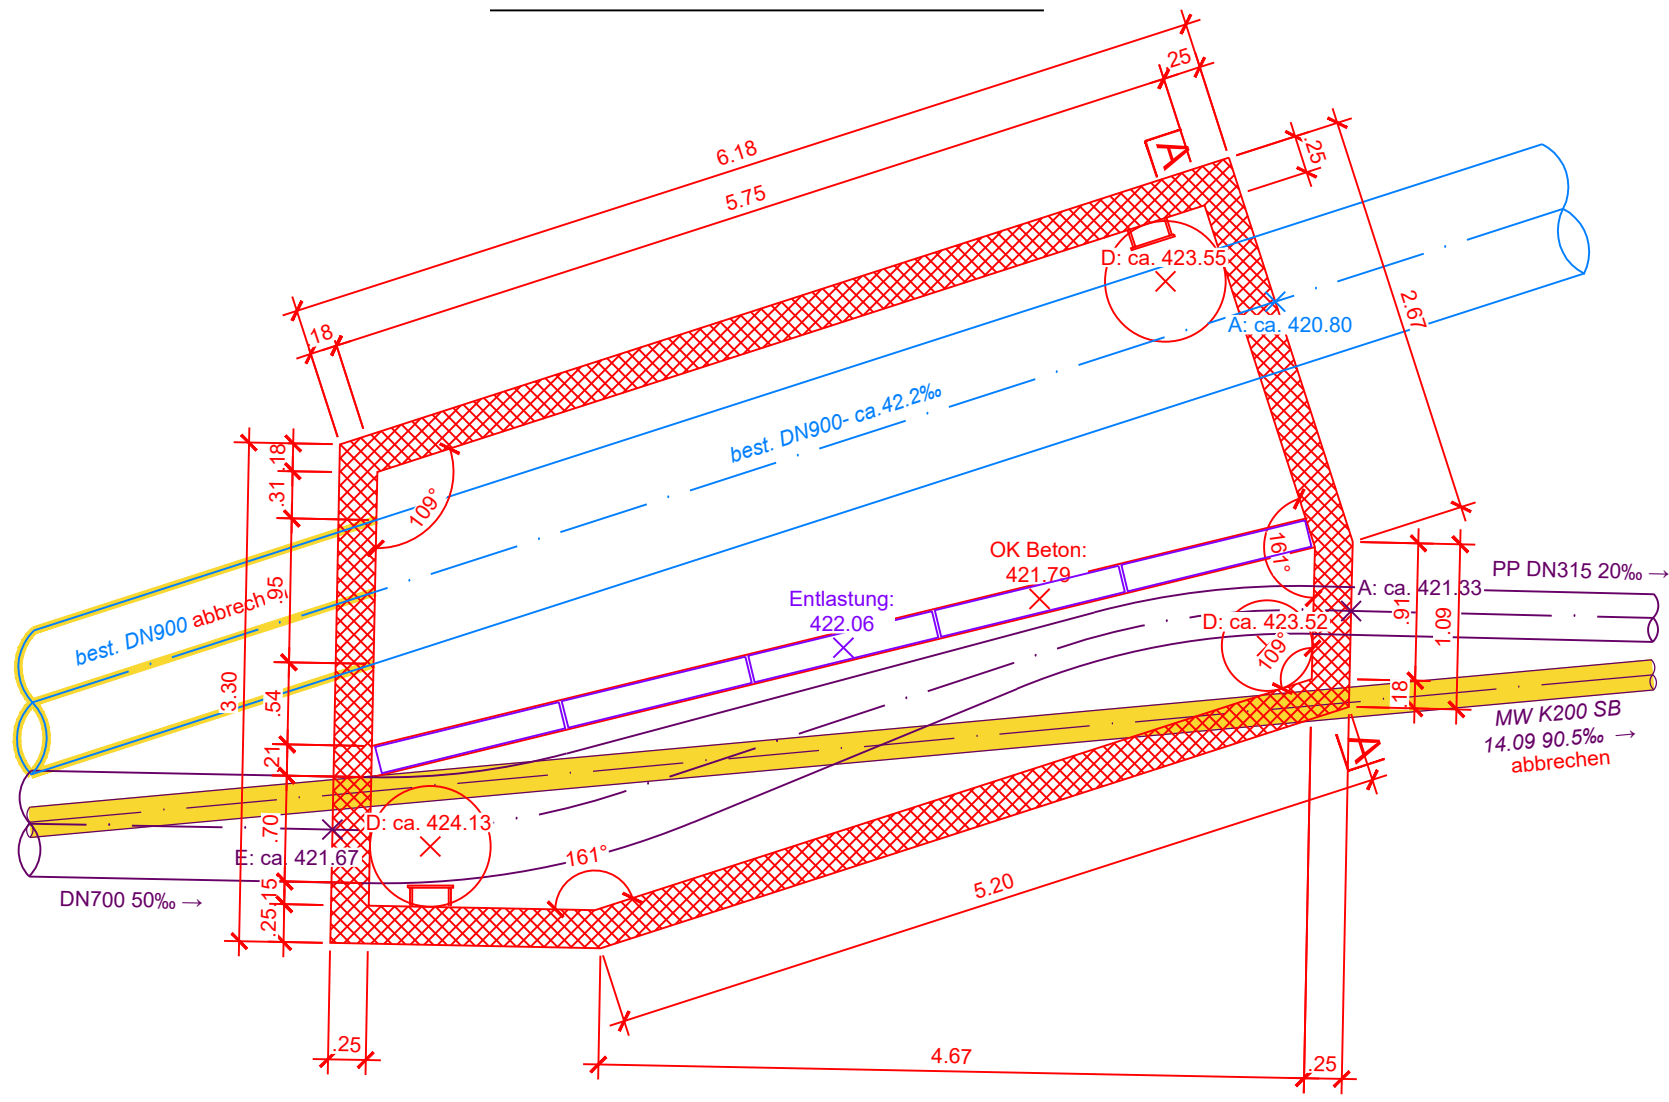 .25
6.18
5.75
A
.25
D: ca. 423.55
2.67
A: ca. 420.80
.18
best. DN900- ca.42.2‰
.18
.31
109°
OK Beton:
421.79
161°
PP DN315 20‰ →
A: ca. 421.33
.95
best. DN900 abbrech
Entlastung:
422.06
.91
1.09
D: ca. 423.52
109°
3.30
.54
.18
MW K200 SB
14.09 90.5‰ →
abbrechen
A
.21
.70
D: ca. 424.13
E: ca. 421.67
161°
5.20
.15
DN700 50‰ →
.25
.25
4.67
.25